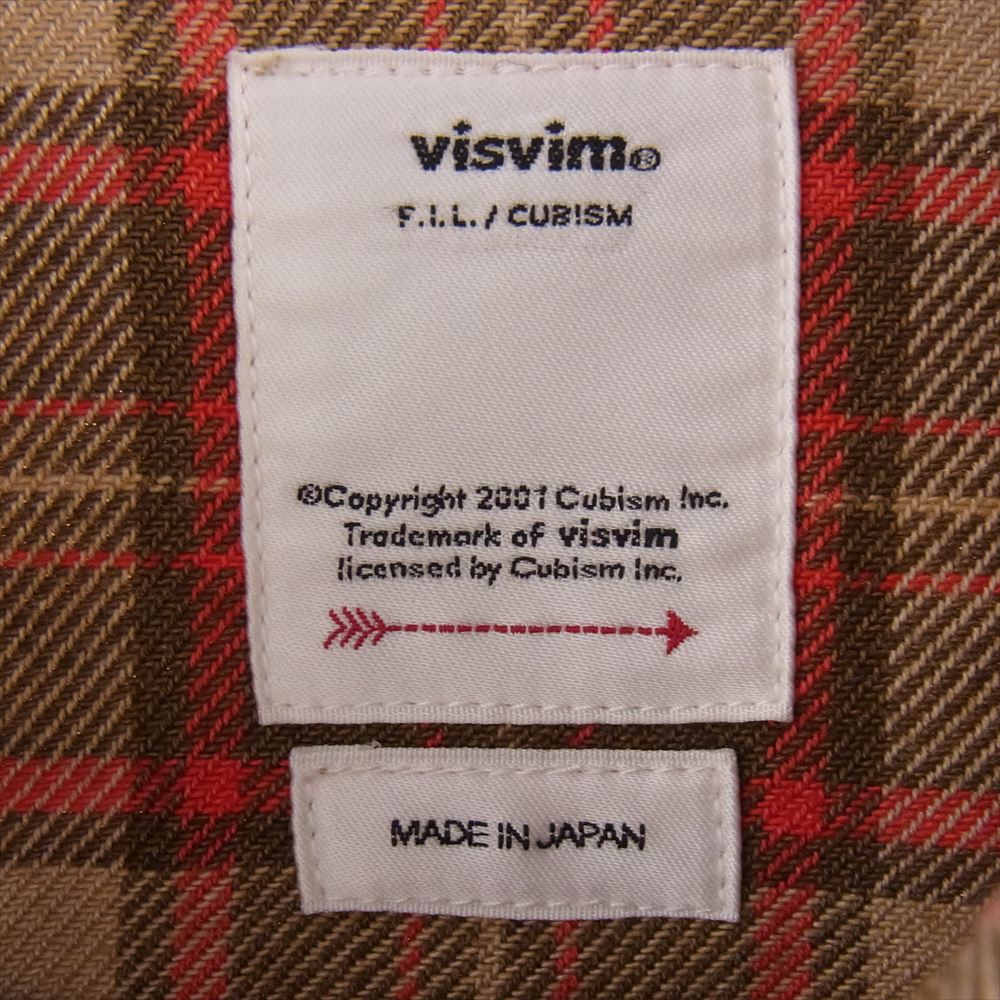 visvim®
F.I.L. / CUBISM
©Copyright 2001 Cubism Inc.
Trademark of visvim
licensed by Cubism Inc.
MADE IN JAPAN